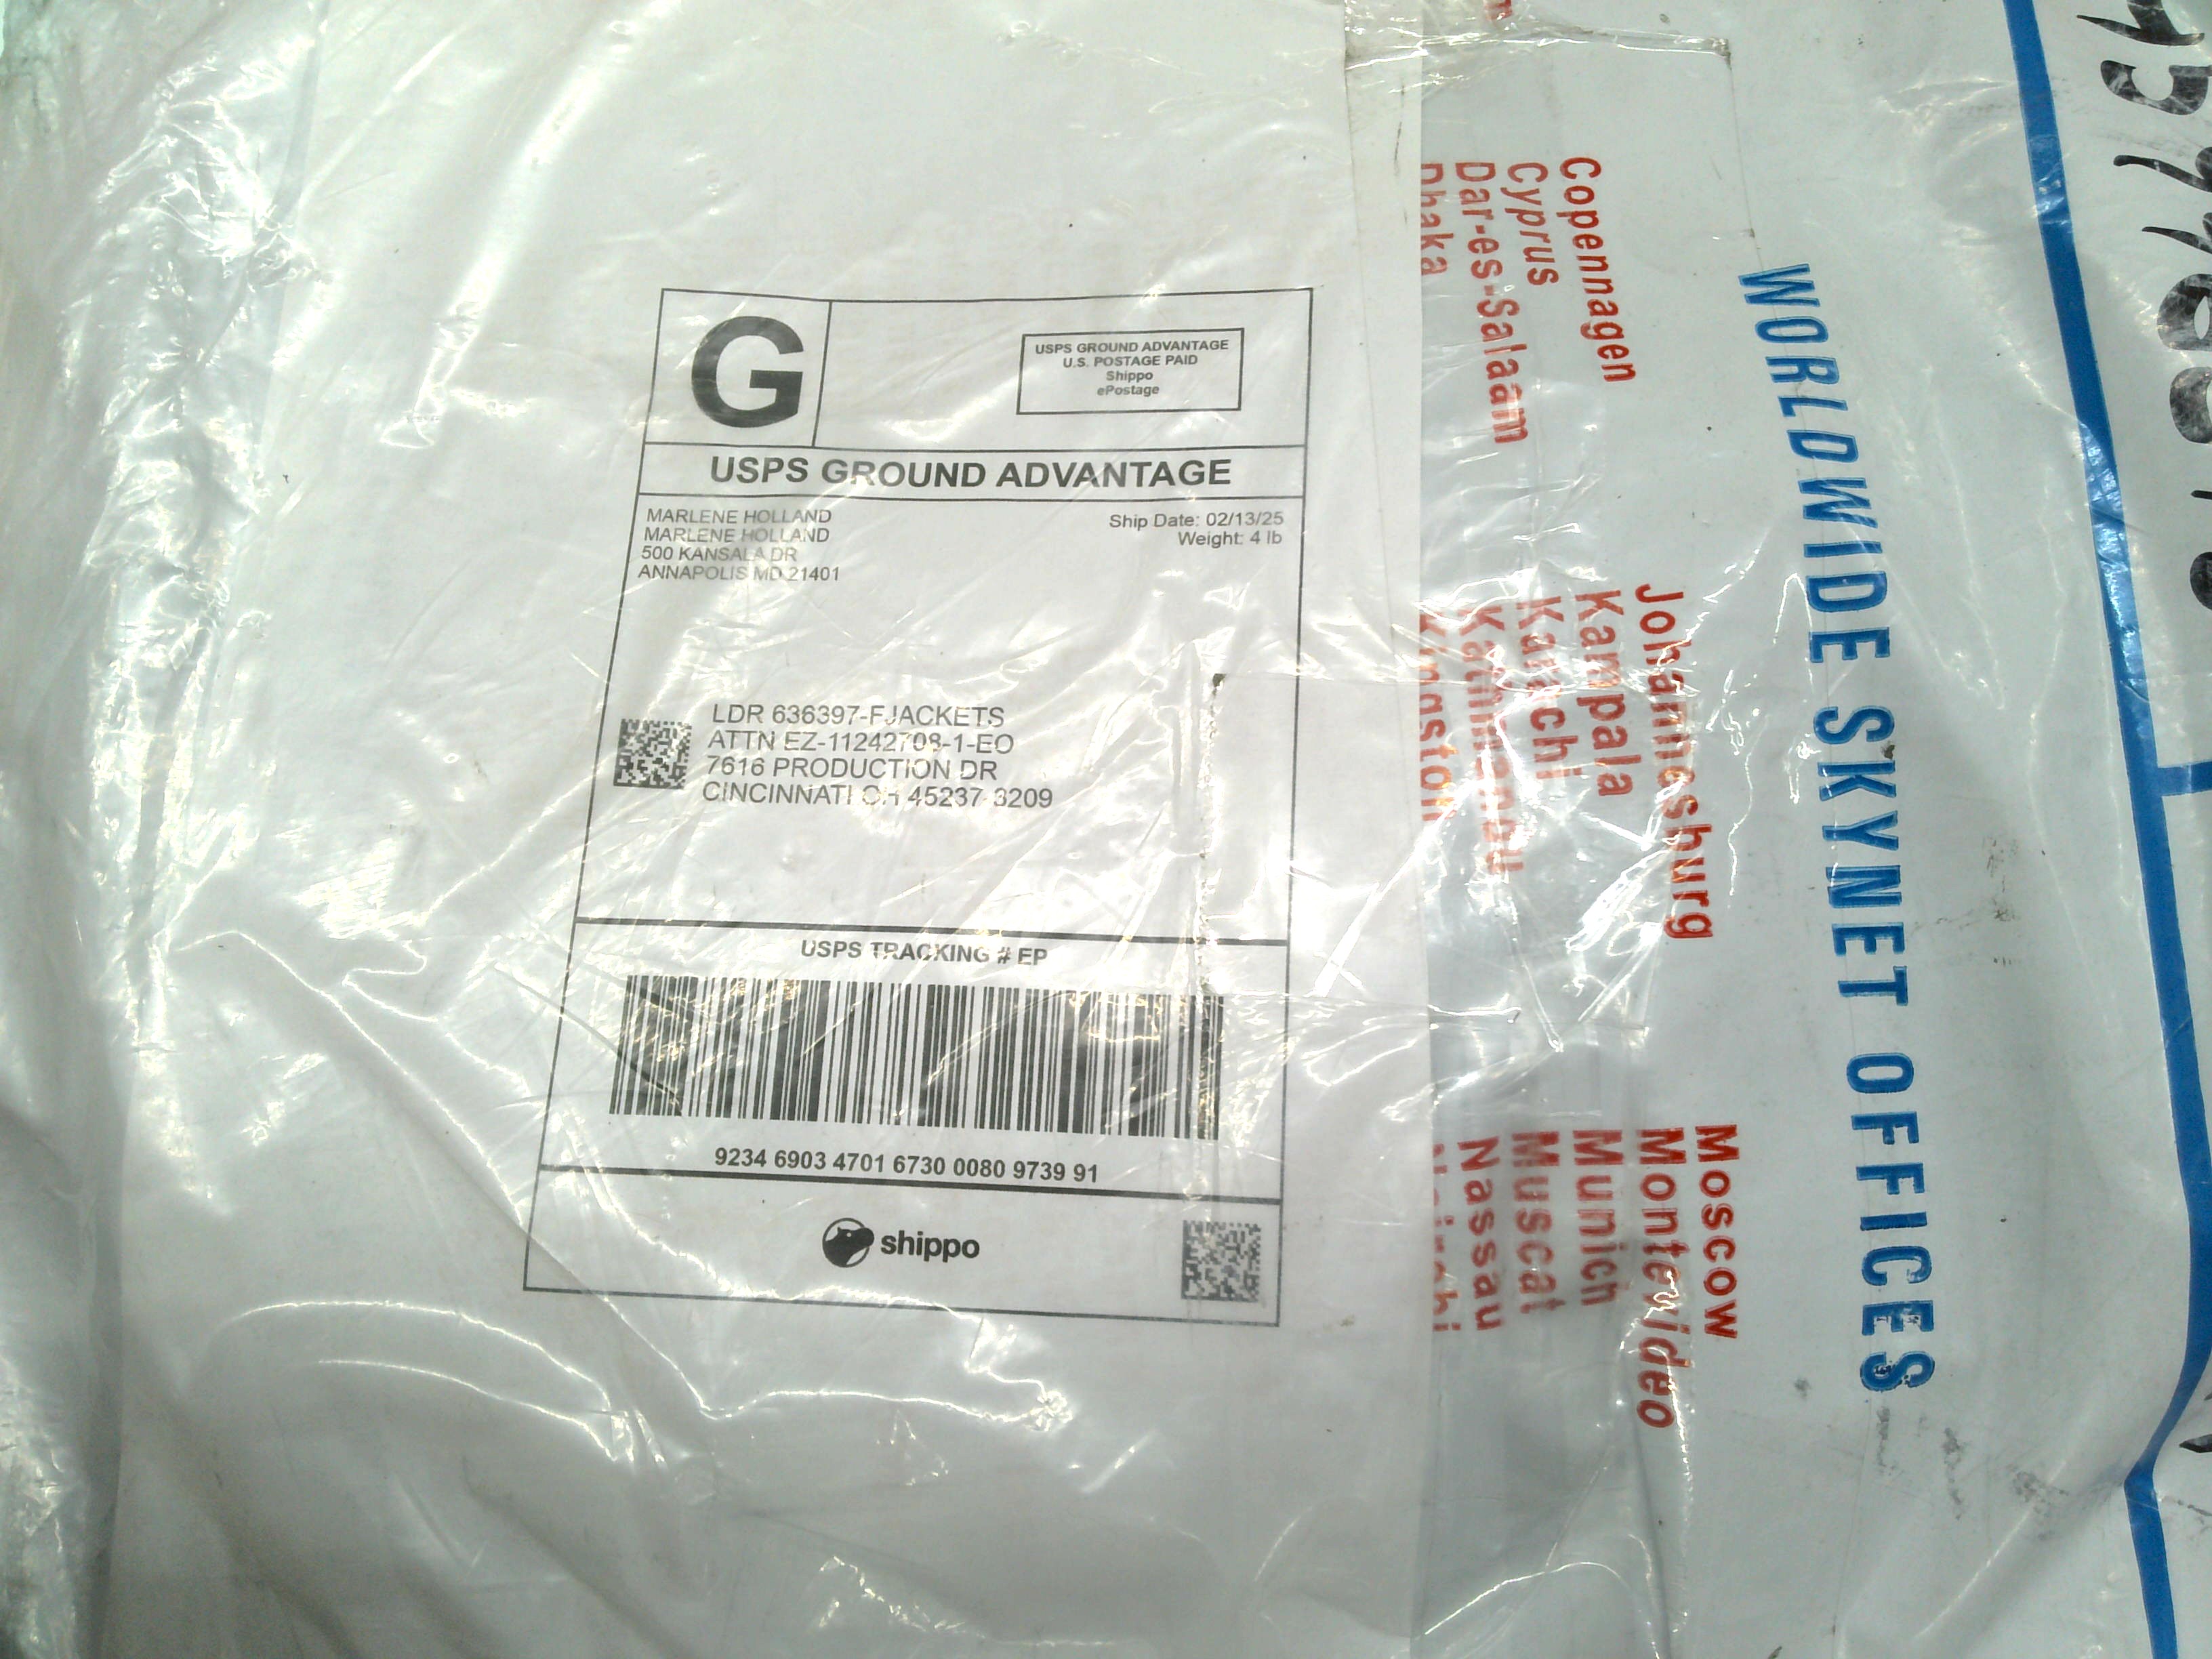 G
USPS GROUND ADVANTAGE
U.S. POSTAGE PAID
Shippo
ePostage
USPS GROUND ADVANTAGE
MARLENE HOLLAND
MARLENE HOLLAND
500 KANSALA DR
ANNAPOLIS MD 21401
Ship Date: 02/13/25
Weight: 4 lb
LDR 636397-FJACKETS
ATTN EZ-11242708-1-EO
7616 PRODUCTION DR
CINCINNATI OH 45237-3209
USPS TRACKING # EP
9234 6903 4701 6730 0080 9739 91
shippo
WORLDWIDE SKYNET OFFICES
Copennagen
Cyprus
Dar-es-Salaam
Dhaka
Johannashurg
Kampala
Karachi
Kathmandu
Kingston
Moscow
Montevideo
Munich
Muscat
Nassau